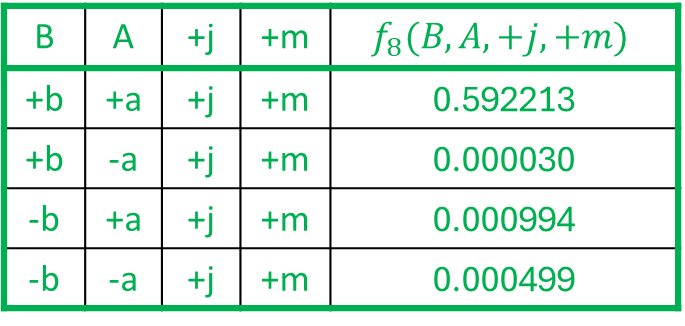 B A +j +m f₈(B, A, +j, +m)
+b +a +j +m 0.592213
+b -a +j +m 0.000030
-b +a +j +m 0.000994
-b -a +j +m 0.000499